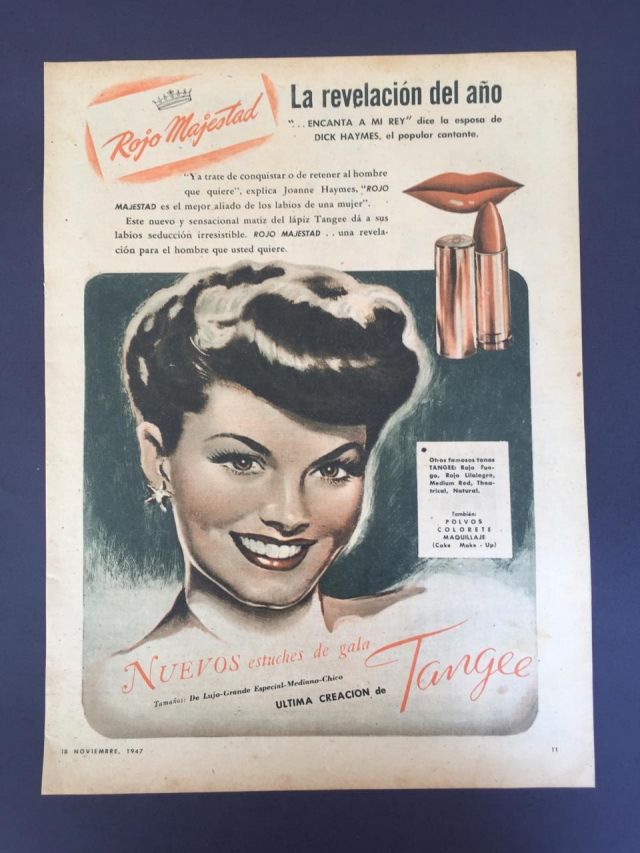 Rojo Majestad
La revelación del año
"..ENCANTA A MI REY" dice la esposa de
DICK HAYMES, el popular cantante.
"Ya trate de conquistar o de retener al hombre
que quiere", explica Joanne Haymes, "ROJO
MAJESTAD es el mejor aliado de los labios de una mujer".
Este nuevo y sensacional matiz del lápiz Tangee dá a sus
labios seducción irresistible. ROJO MAJESTAD .. una revela-
ción para el hombre que usted quiere.
Otros famosos tonos
TANGEE: Rojo Fue-
go, Rojo Lilalegre,
Medium Red, Thea-
trical, Natural.
También:
POLVOS
COLORETE
MAQUILLAJE
(Cake Make-Up)
NUEVOS estuches de gala
Tamaños: De Lujo-Grande Especial-Mediano-Chico
ULTIMA CREACION de
Tangee
18 NOVIEMBRE, 1947
11